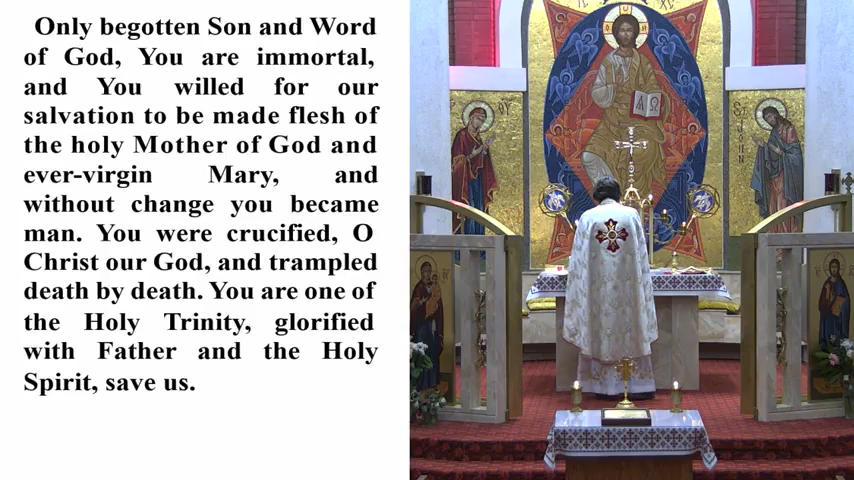 Only begotten Son and Word
of God, You are immortal,
and You willed for our
salvation to be made flesh of
the holy Mother of God and
ever-virgin Mary, and
without change you became
man. You were crucified, O
Christ our God, and trampled
death by death. You are one of
the Holy Trinity, glorified
with Father and the Holy
Spirit, save us.
IC
XC
A Ω